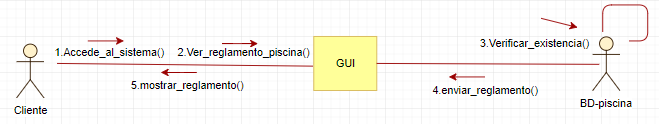 1.Accede_al_sistema()
2.Ver_reglamento_piscina()
3.Verificar_existencia()
GUI
5.mostrar_reglamento()
4.enviar_reglamento()
Cliente
BD-piscina